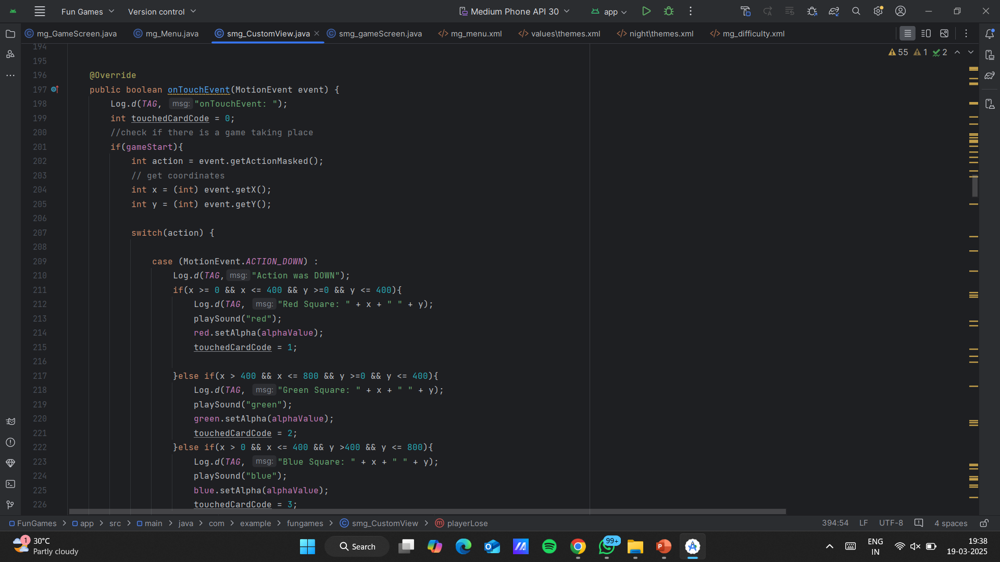 Fun Games
Version control
Medium Phone API 30
app
mg_GameScreen.java
mg_Menu.java
smg_CustomView.java
smg_gameScreen.java
mg_menu.xml
values\themes.xml
night\themes.xml
mg_difficulty.xml
55 1 2
194
195
196 @Override
197 public boolean onTouchEvent(MotionEvent event) {
198 Log.d(TAG, msg: "onTouchEvent: ");
199 int touchedCardCode = 0;
200 //check if there is a game taking place
201 if(gameStart){
202 int action = event.getActionMasked();
203 // get coordinates
204 int x = (int) event.getX();
205 int y = (int) event.getY();
206
207 switch(action) {
208
209 case (MotionEvent.ACTION_DOWN) :
210 Log.d(TAG, msg: "Action was DOWN");
211 if(x >= 0 && x <= 400 && y >=0 && y <= 400){
212 Log.d(TAG, msg: "Red Square: " + x + " " + y);
213 playSound("red");
214 red.setAlpha(alphaValue);
215 touchedCardCode = 1;
216
217 }else if(x > 400 && x <= 800 && y >=0 && y <= 400){
218 Log.d(TAG, msg: "Green Square: " + x + " " + y);
219 playSound("green");
220 green.setAlpha(alphaValue);
221 touchedCardCode = 2;
222 }else if(x > 0 && x <= 400 && y >400 && y <= 800){
223 Log.d(TAG, msg: "Blue Square: " + x + " " + y);
224 playSound("blue");
225 blue.setAlpha(alphaValue);
226 touchedCardCode = 3;
FunGames > app > src > main > java > com > example > fungames > smg_CustomView > playerLose
394:54 LF UTF-8 4 spaces
1
30°C
Partly cloudy
Search
99+
ENG
IN
19:38
19-03-2025